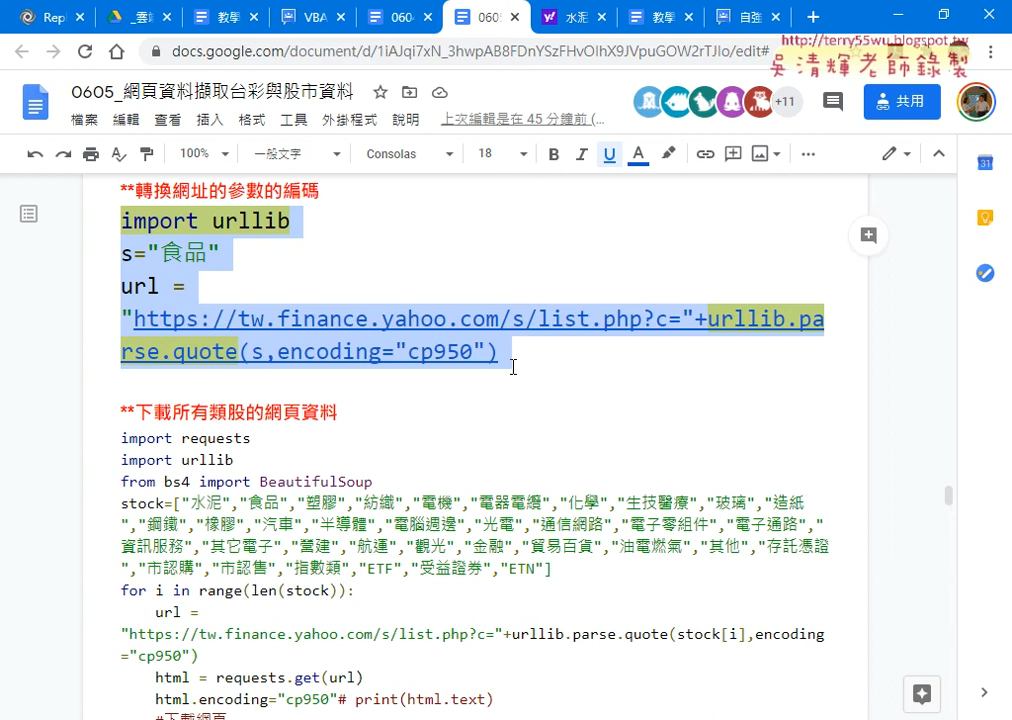 Repl
_雲端
教學
VBA
060
0605
水泥
教學
自強
http://terry55wu.blogspot.tw
docs.google.com/document/d/1iAJqi7xN_3hwpAB8FDnYSzFHvOlhX9JVpuGOW2rTJIo/edit#
吳清輝老師錄製
0605_網頁資料擷取台彩與股市資料
+11
共用
檔案 編輯 查看 插入 格式 工具 外掛程式 說明 上次編輯是在 45 分鐘前 (…
100% 一般文字 Consolas 18 B I U A
31
**轉換網址的參數的編碼
import urllib
s="食品"
url =
"https://tw.finance.yahoo.com/s/list.php?c="+urllib.pa
rse.quote(s,encoding="cp950")
**下載所有類股的網頁資料
import requests
import urllib
from bs4 import BeautifulSoup
stock=["水泥","食品","塑膠","紡織","電機","電器電纜","化學","生技醫療","玻璃","造紙
","鋼鐵","橡膠","汽車","半導體","電腦週邊","光電","通信網路","電子零組件","電子通路","
資訊服務","其它電子","營建","航運","觀光","金融","貿易百貨","油電燃氣","其他","存託憑證
","市認購","市認售","指數類","ETF","受益證券","ETN"]
for i in range(len(stock)):
url =
"https://tw.finance.yahoo.com/s/list.php?c="+urllib.parse.quote(stock[i],encoding
="cp950")
html = requests.get(url)
html.encoding="cp950"# print(html.text)
#下載網頁